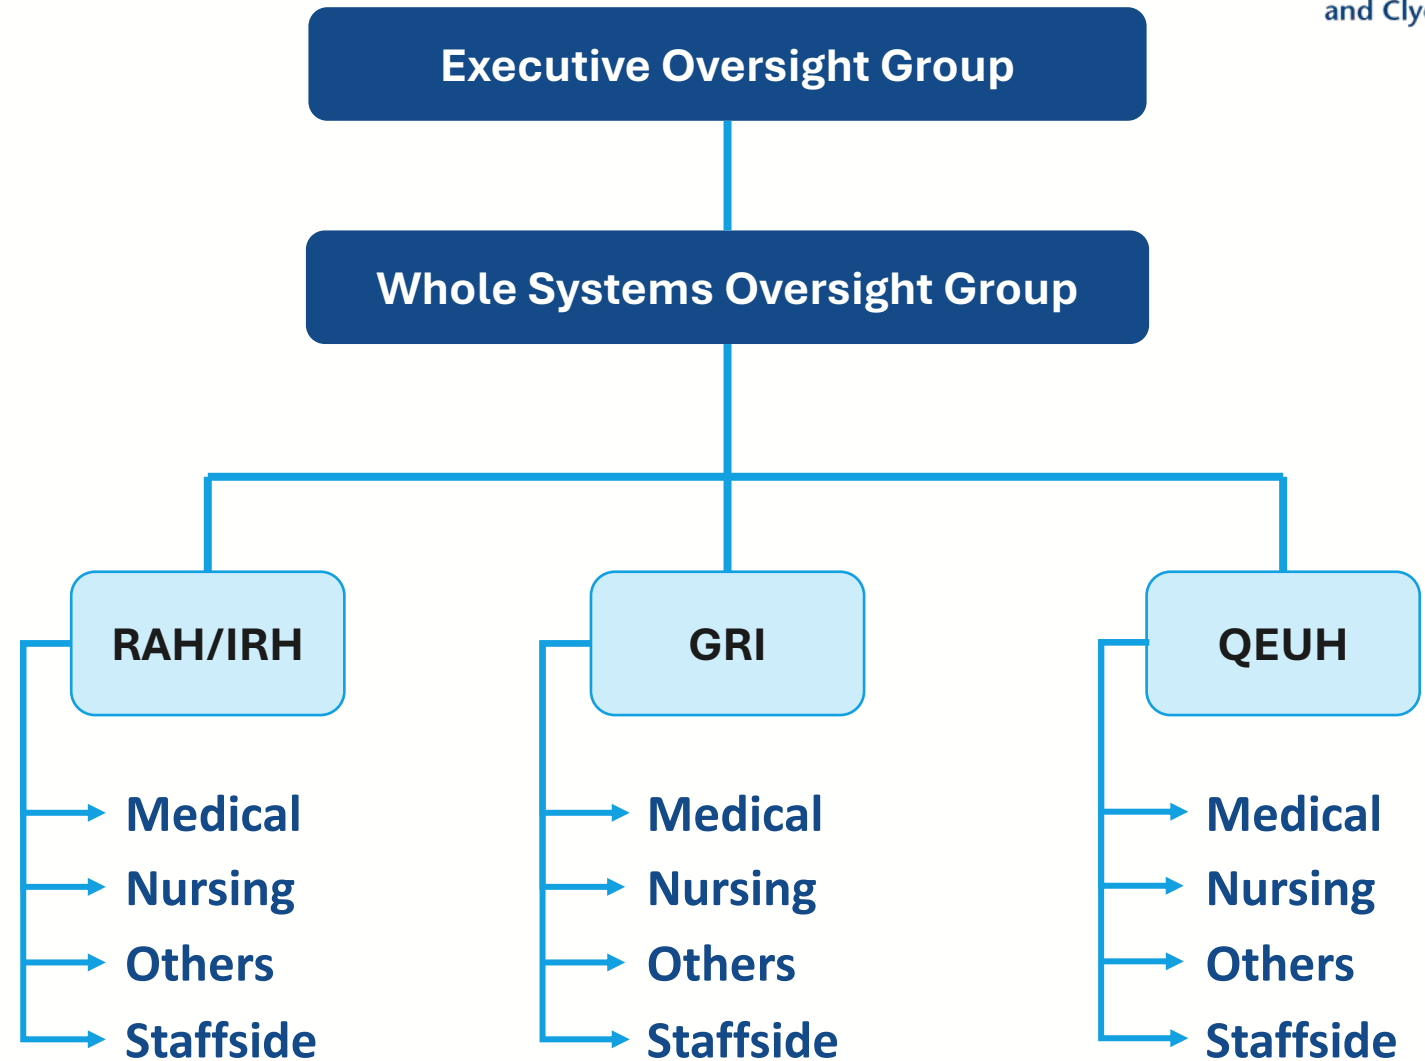 and Cly
Executive Oversight Group
Whole Systems Oversight Group
RAH/IRH
GRI
QEUH
Medical
Nursing
Others
Staffside
Medical
Nursing
Others
Staffside
Medical
Nursing
Others
Staffside